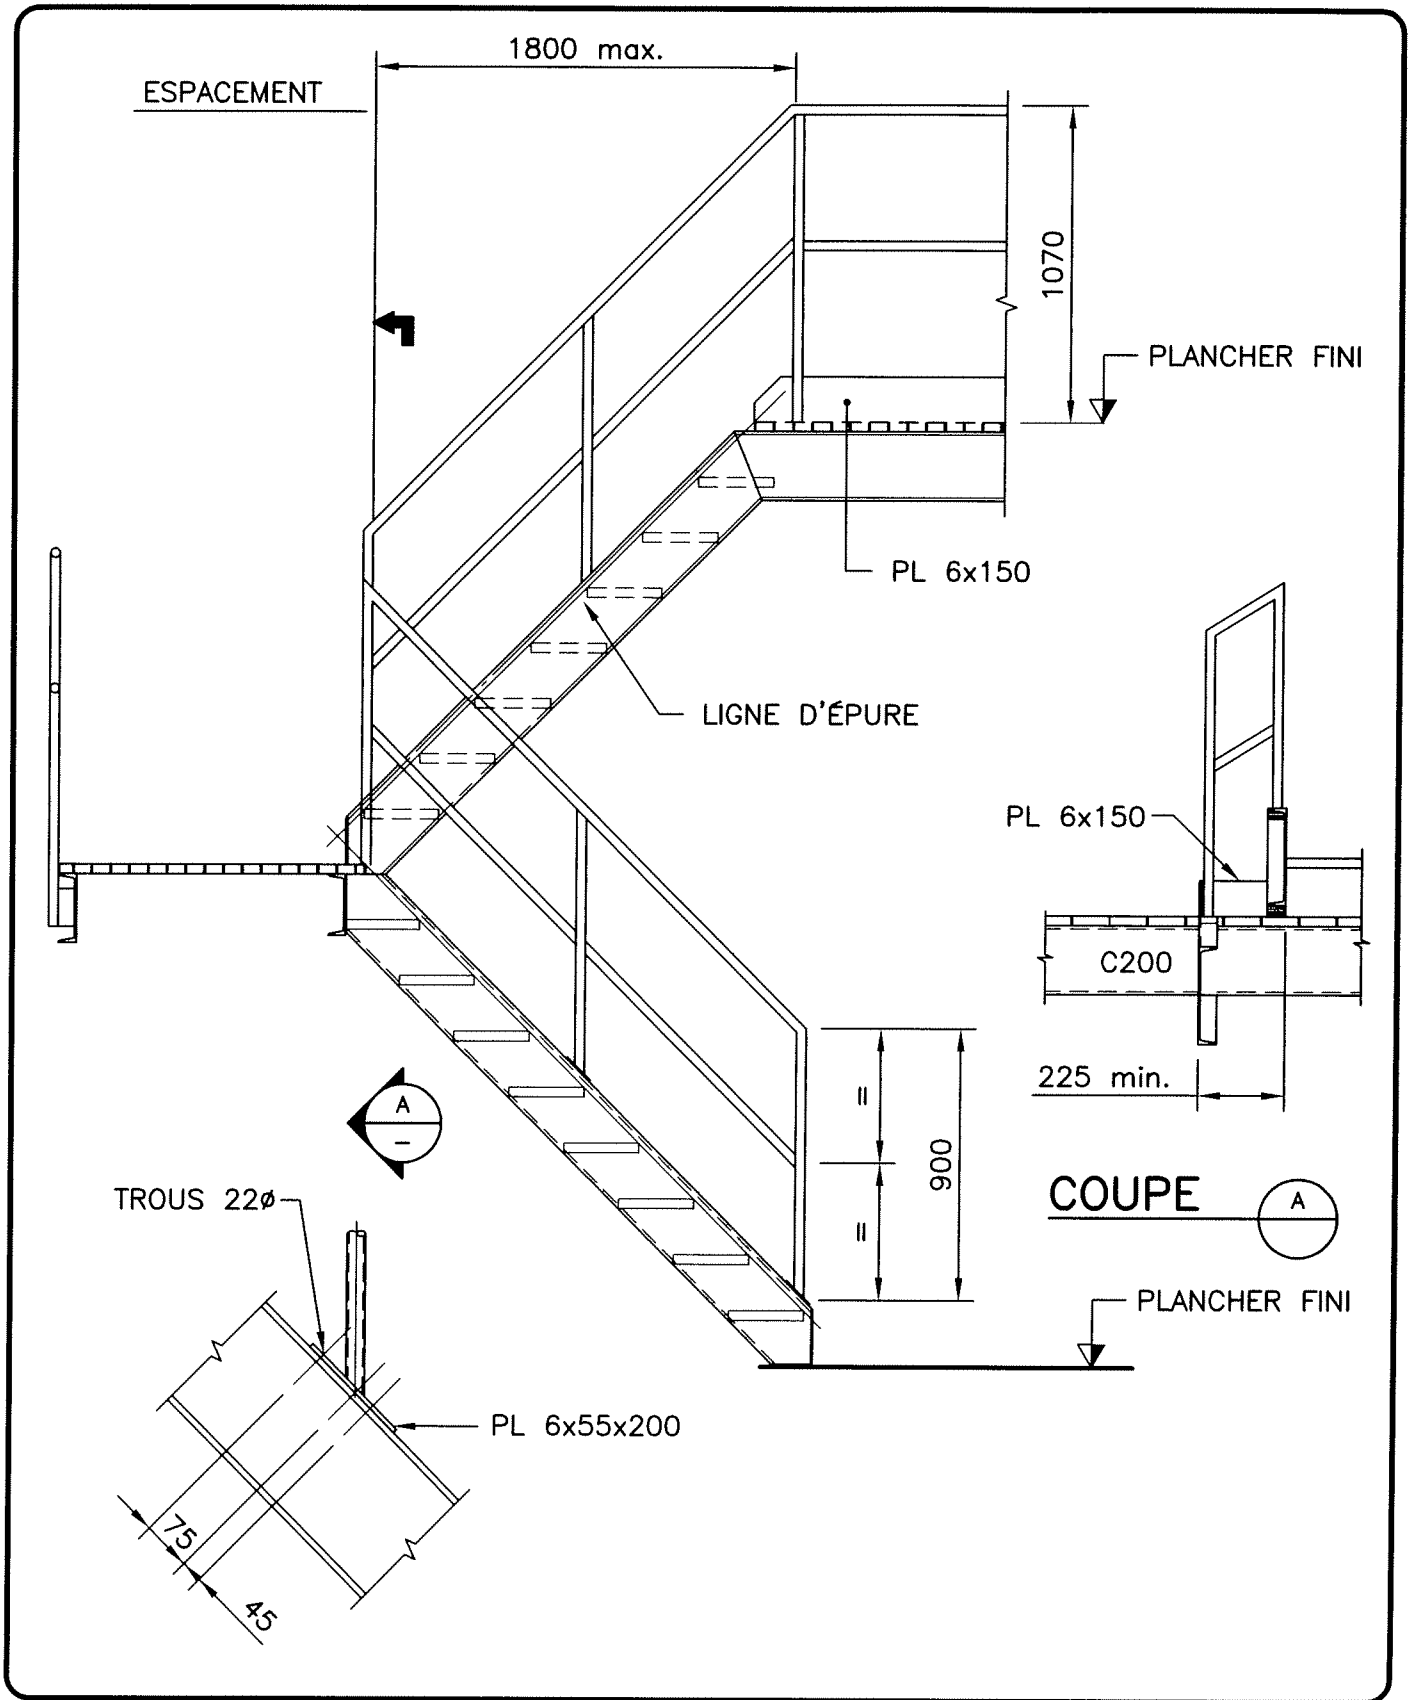 1800 max.
ESPACEMENT
1070
PLANCHER FINI
PL 6x150
LIGNE D'ÉPURE
PL 6x150
C200
225 min.
=
=
900
A
–
COUPE A
TROUS 22ø
PLANCHER FINI
PL 6x55x200
75
45